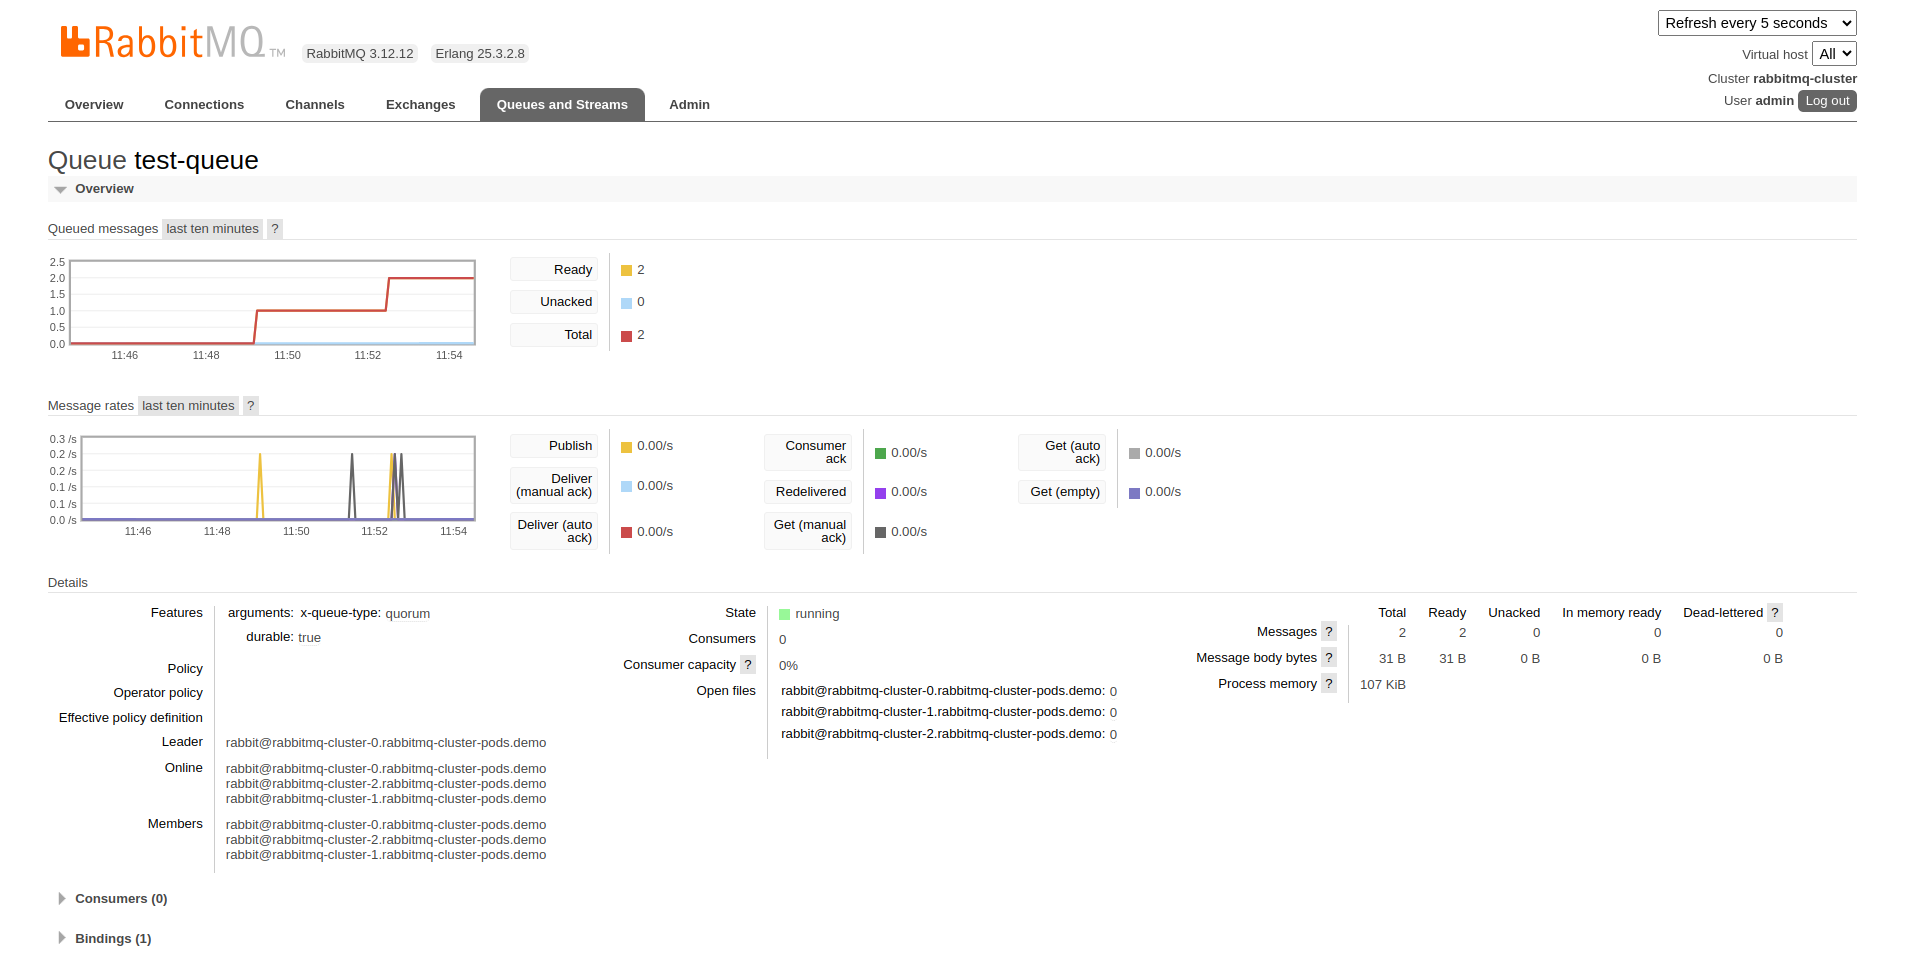 RabbitMQ TM RabbitMQ 3.12.12 Erlang 25.3.2.8
Refresh every 5 seconds
Virtual host All
Cluster rabbitmq-cluster
User admin Log out
Overview Connections Channels Exchanges Queues and Streams Admin
Queue test-queue
Overview
Queued messages last ten minutes ?
2.5
2.0
1.5
1.0
0.5
0.0
11:46 11:48 11:50 11:52 11:54
Ready 2
Unacked 0
Total 2
Message rates last ten minutes ?
0.3 /s
0.2 /s
0.2 /s
0.1 /s
0.1 /s
0.0 /s
11:46 11:48 11:50 11:52 11:54
Publish 0.00/s
Deliver
(manual ack) 0.00/s
Deliver (auto
ack) 0.00/s
Consumer
ack 0.00/s
Redelivered 0.00/s
Get (manual
ack) 0.00/s
Get (auto
ack) 0.00/s
Get (empty) 0.00/s
Details
Features arguments: x-queue-type: quorum
durable: true
Policy
Operator policy
Effective policy definition
Leader rabbit@rabbitmq-cluster-0.rabbitmq-cluster-pods.demo
Online rabbit@rabbitmq-cluster-0.rabbitmq-cluster-pods.demo
rabbit@rabbitmq-cluster-2.rabbitmq-cluster-pods.demo
rabbit@rabbitmq-cluster-1.rabbitmq-cluster-pods.demo
Members rabbit@rabbitmq-cluster-0.rabbitmq-cluster-pods.demo
rabbit@rabbitmq-cluster-2.rabbitmq-cluster-pods.demo
rabbit@rabbitmq-cluster-1.rabbitmq-cluster-pods.demo
State running
Consumers 0
Consumer capacity ? 0%
Open files rabbit@rabbitmq-cluster-0.rabbitmq-cluster-pods.demo: 0
rabbit@rabbitmq-cluster-1.rabbitmq-cluster-pods.demo: 0
rabbit@rabbitmq-cluster-2.rabbitmq-cluster-pods.demo: 0
Total Ready Unacked In memory ready Dead-lettered ?
Messages ? 2 2 0 0 0
Message body bytes ? 31 B 31 B 0 B 0 B 0 B
Process memory ? 107 KiB
Consumers (0)
Bindings (1)